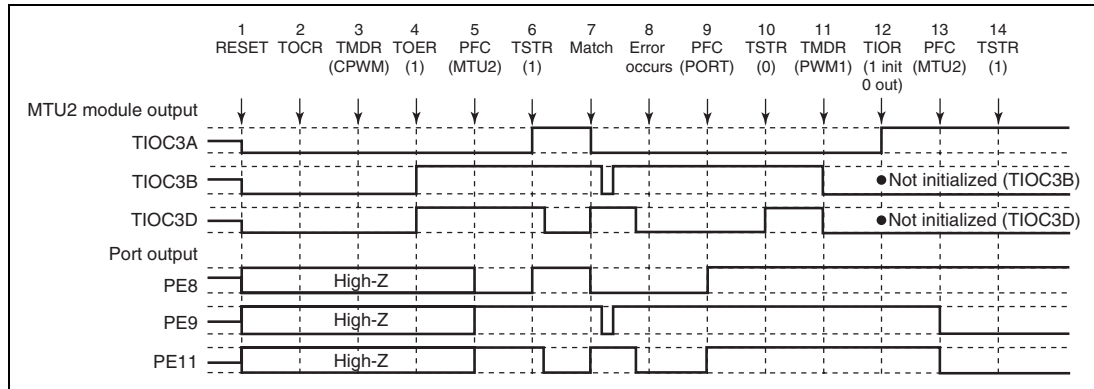 1 2 3 4 5 6 7 8 9 10 11 12 13 14
RESET TOCR TMDR TOER PFC TSTR Match Error PFC TSTR TMDR TIOR PFC TSTR
(CPWM) (1) (MTU2) (1) occurs (PORT) (0) (PWM1) (1 init (MTU2) (1)
0 out)
MTU2 module output
TIOC3A
TIOC3B
Not initialized (TIOC3B)
TIOC3D
Not initialized (TIOC3D)
Port output
PE8
High-Z
PE9
High-Z
PE11
High-Z